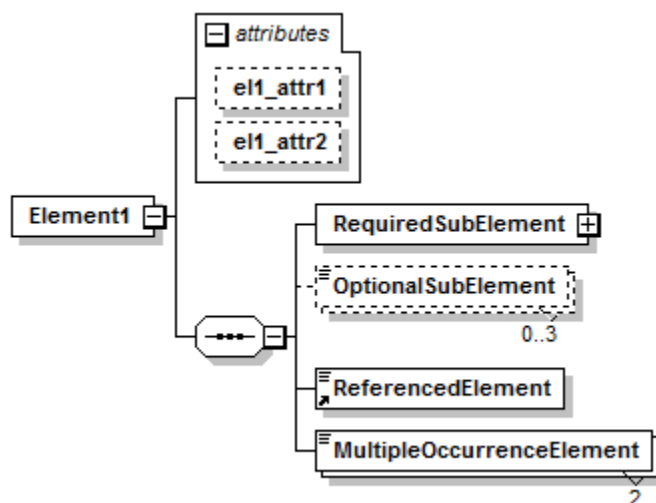 attributes
el1_attr1
el1_attr2
Element1
RequiredSubElement
OptionalSubElement
0..3
ReferencedElement
MultipleOccurrenceElement
2